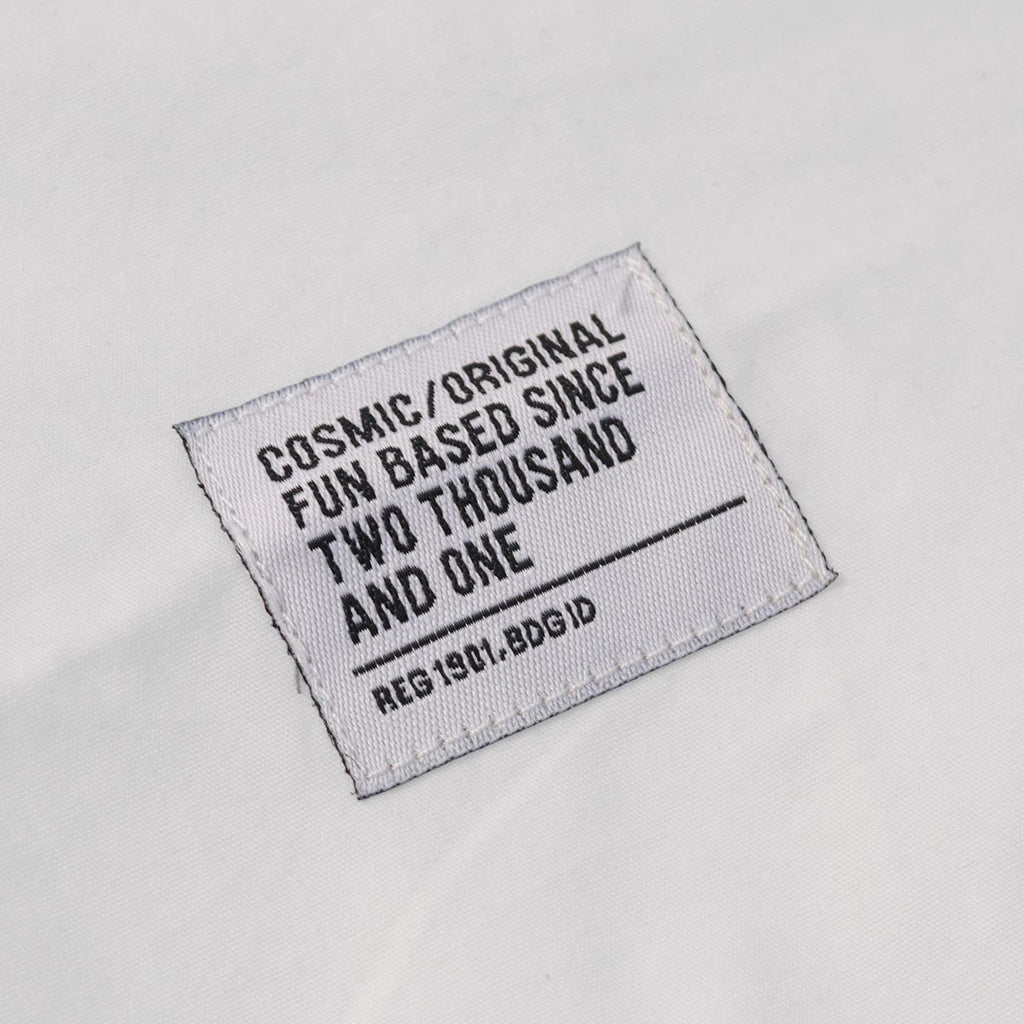 COSMIC/ORIGINAL
FUN BASED SINCE
TWO THOUSAND
AND ONE
REG1901.BDGID